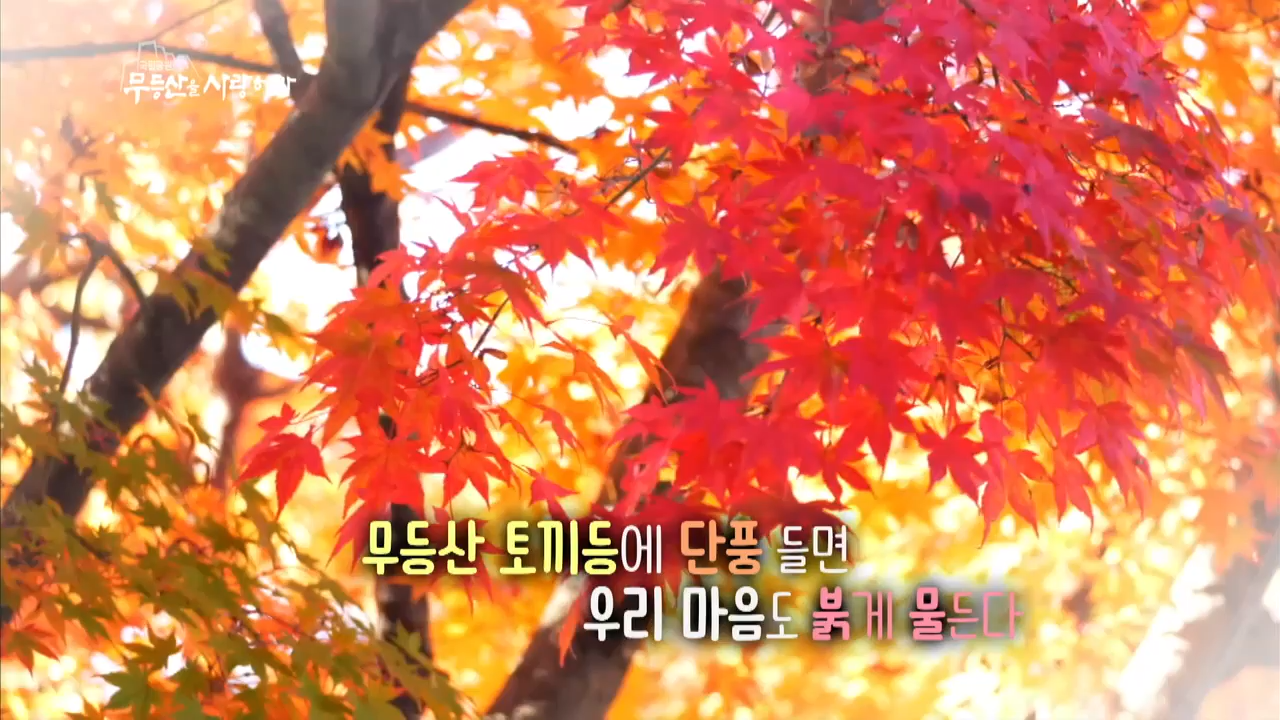 무등산을 사랑하라
무등산 토끼등에 단풍 들면
우리 마음도 붉게 물든다